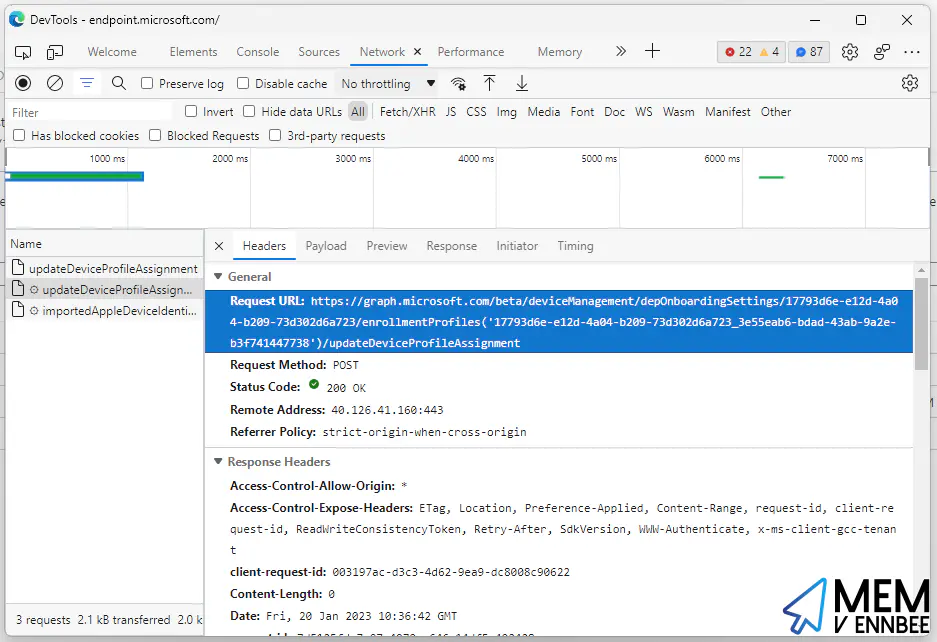 DevTools - endpoint.microsoft.com/
Welcome Elements Console Sources Network Performance Memory 22 4 87
Preserve log Disable cache No throttling
Filter Invert Hide data URLs All Fetch/XHR JS CSS Img Media Font Doc WS Wasm Manifest Other
Has blocked cookies Blocked Requests 3rd-party requests
1000 ms 2000 ms 3000 ms 4000 ms 5000 ms 6000 ms 7000 ms
Name
updateDeviceProfileAssignment
updateDeviceProfileAssign...
importedAppleDeviceIdenti...
3 requests 2.1 kB transferred 2.0 k
Headers Payload Preview Response Initiator Timing
General
Request URL: https://graph.microsoft.com/beta/deviceManagement/depOnboardingSettings/17793d6e-e12d-4a0
4-b209-73d302d6a723/enrollmentProfiles('17793d6e-e12d-4a04-b209-73d302d6a723_3e55eab6-bdad-43ab-9a2e-
b3f741447738')/updateDeviceProfileAssignment
Request Method: POST
Status Code: 200 OK
Remote Address: 40.126.41.160:443
Referrer Policy: strict-origin-when-cross-origin
Response Headers
Access-Control-Allow-Origin: *
Access-Control-Expose-Headers: ETag, Location, Preference-Applied, Content-Range, request-id, client-re
quest-id, ReadWriteConsistencyToken, Retry-After, SdkVersion, WWW-Authenticate, x-ms-client-gcc-tenan
t
client-request-id: 003197ac-d3c3-4d62-9ea9-dc8008c90622
Content-Length: 0
Date: Fri, 20 Jan 2023 10:36:42 GMT
MEM
V ENNBEE